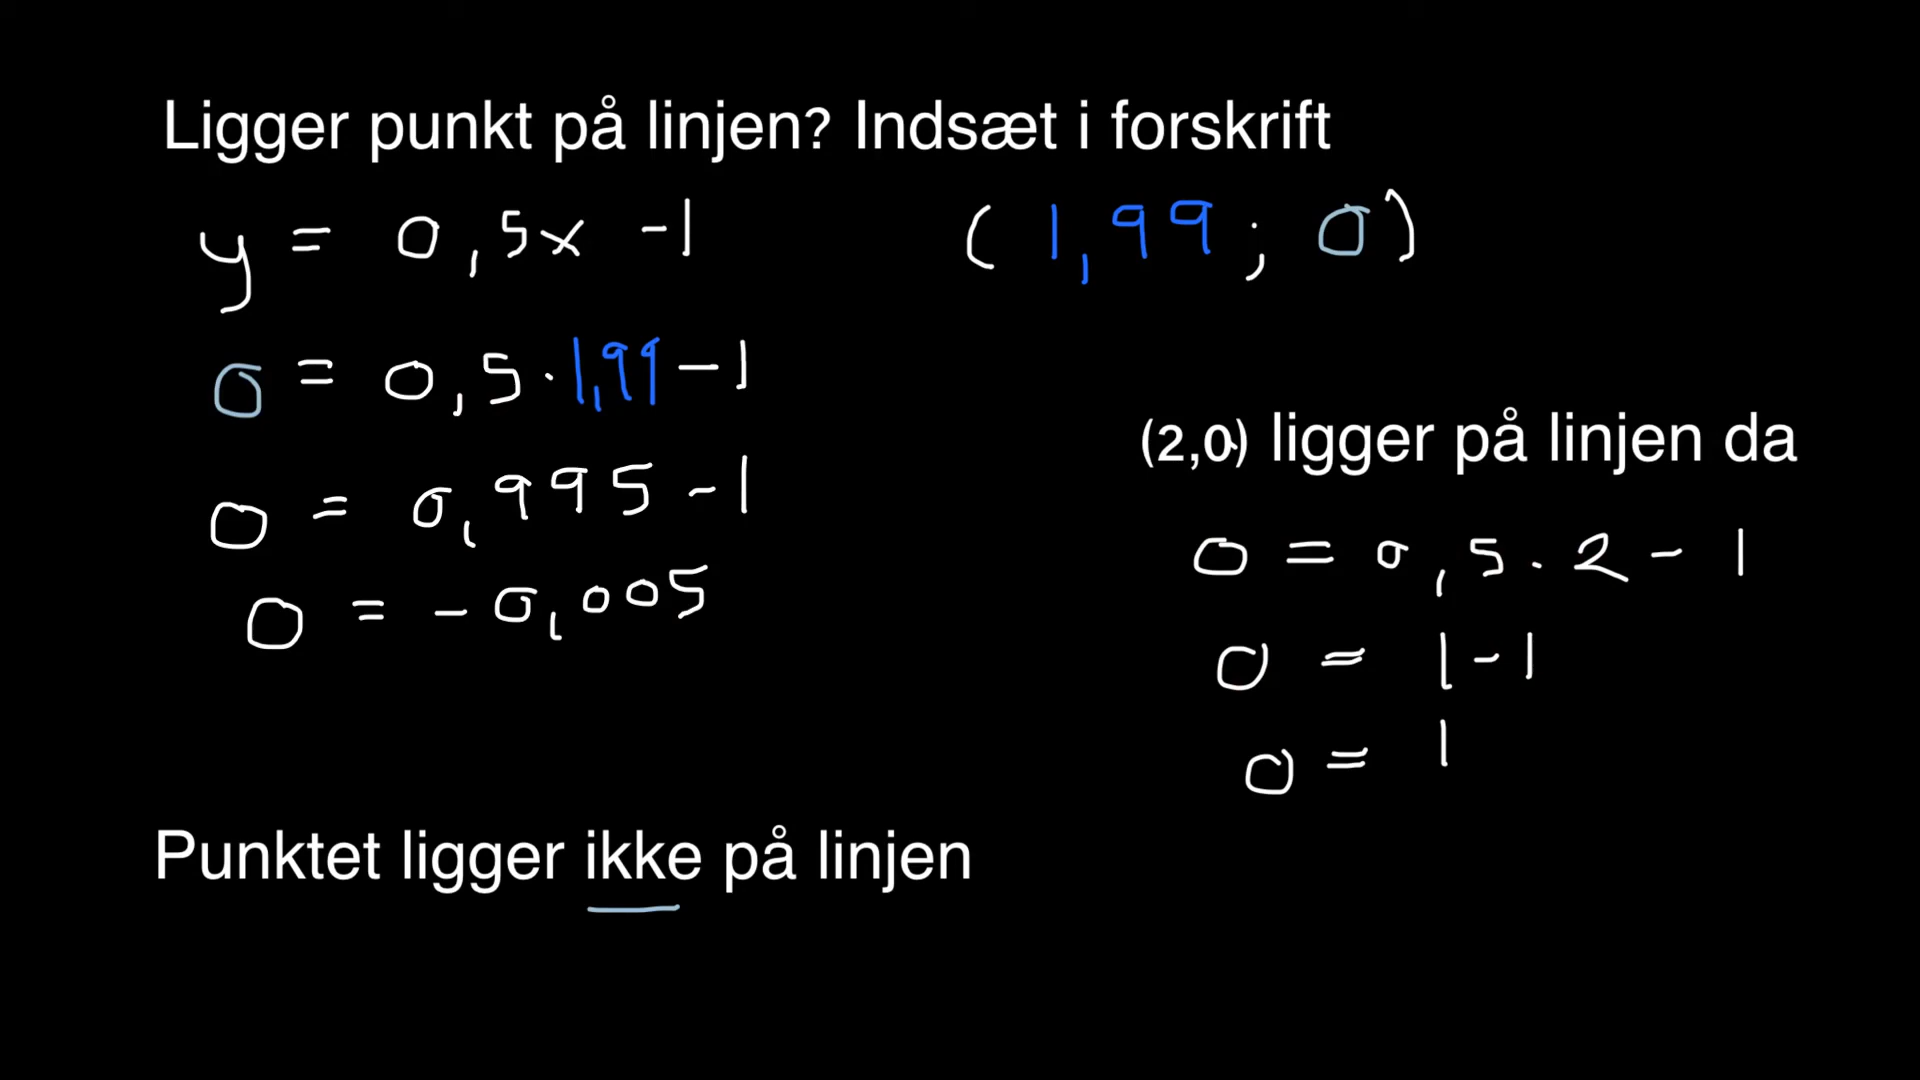 Ligger punkt på linjen? Indsæt i forskrift
y = 0,5x -1
(1,99 ; 0)
0 = 0,5 · 1,99 - 1
0 = 0,995 - 1
0 = - 0,005
(2,0) ligger på linjen da
0 = 0,5 · 2 - 1
0 = 1 - 1
0 = 1
Punktet ligger ikke på linjen